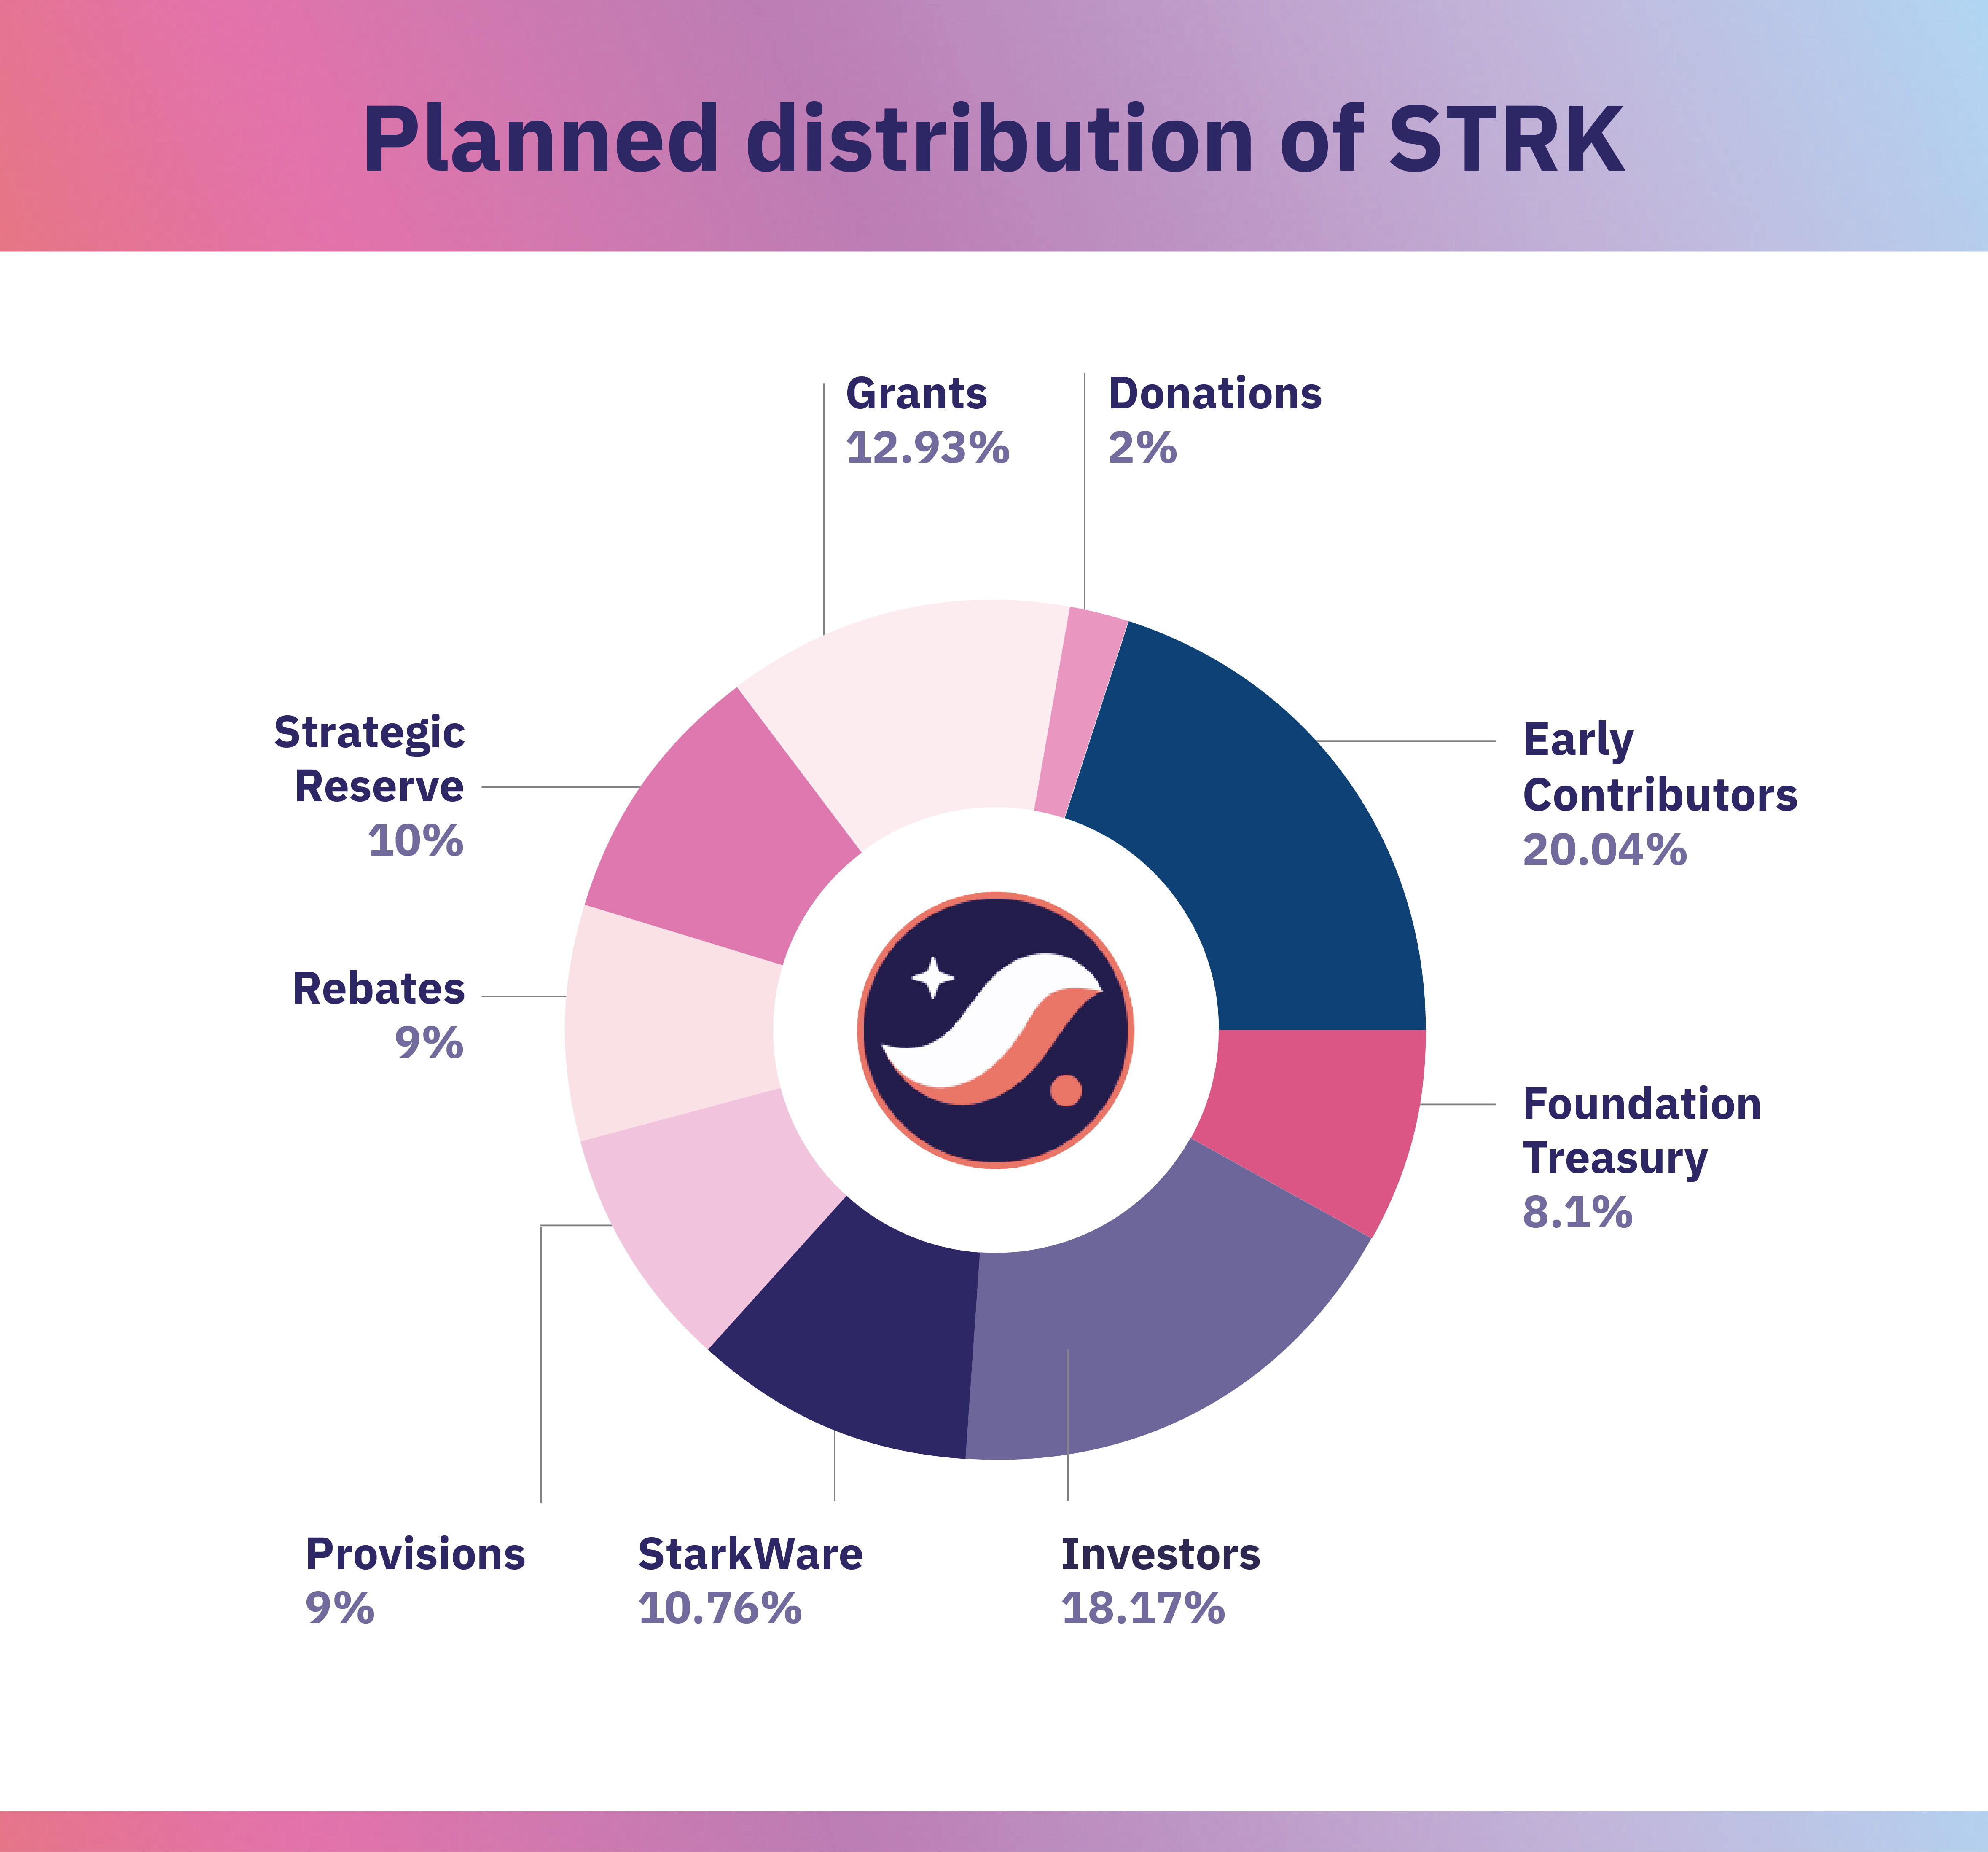 Planned distribution of STRK
Grants
12.93%
Donations
2%
Strategic
Reserve
10%
Early
Contributors
20.04%
Rebates
9%
Foundation
Treasury
8.1%
Provisions
9%
StarkWare
10.76%
Investors
18.17%